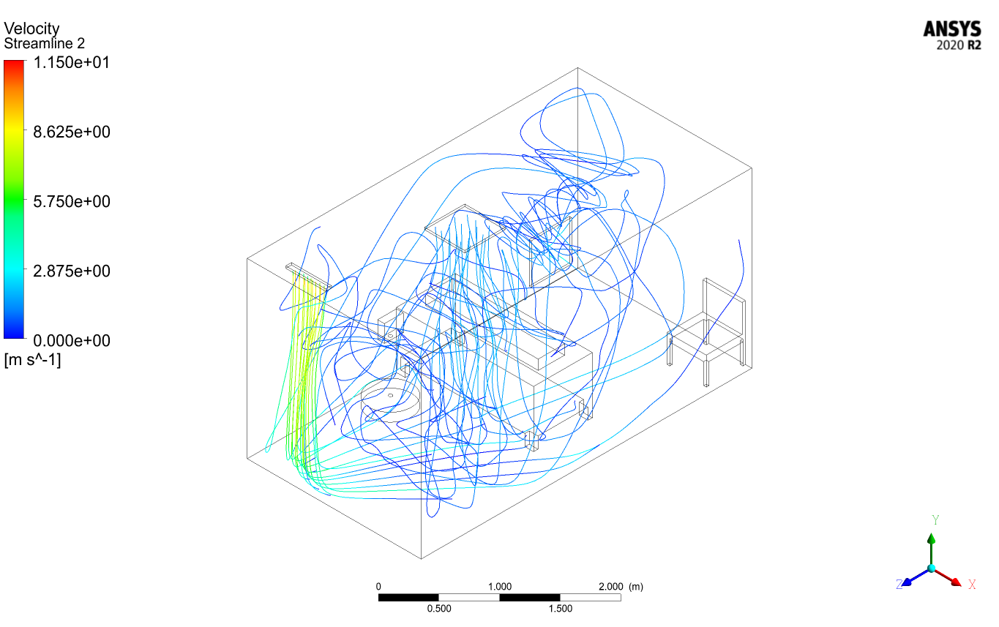 Velocity
Streamline 2
1.150e+01
8.625e+00
5.750e+00
2.875e+00
0.000e+00
[m s^-1]
ANSYS
2020 R2
Y
Z
X
0 1.000 2.000 (m)
0.500 1.500